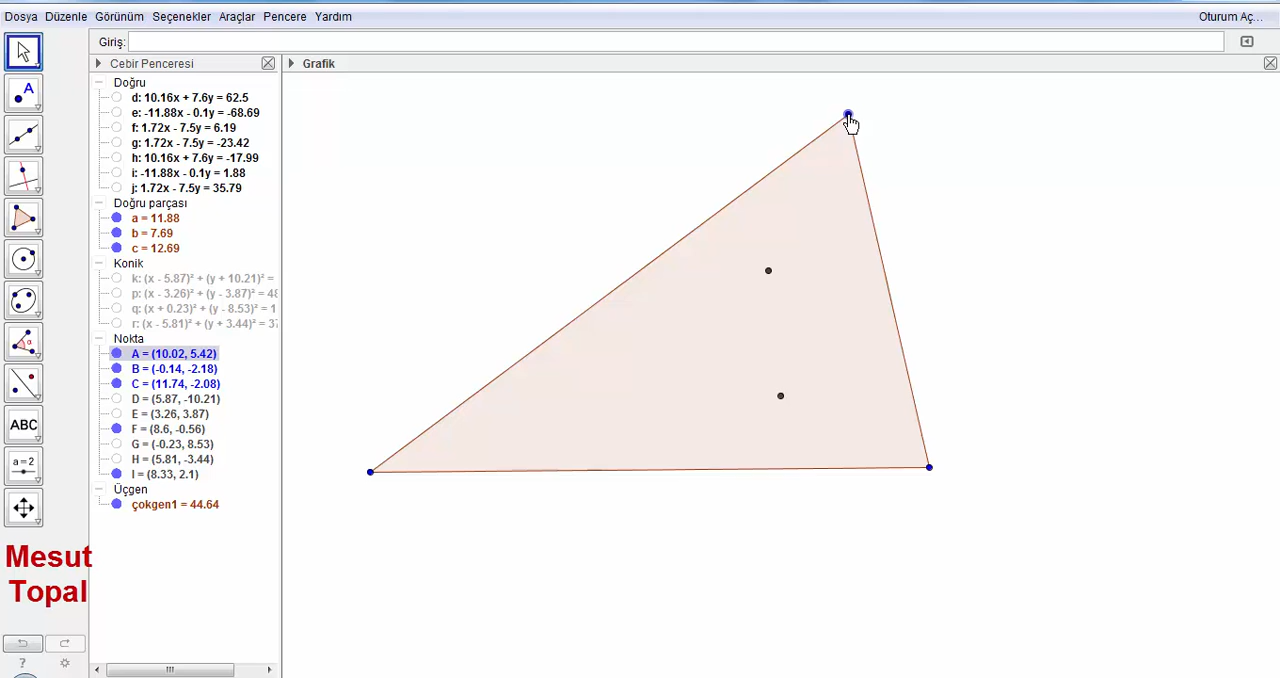 Dosya Düzenle Görünüm Seçenekler Araçlar Pencere Yardım Oturum Aç...
Giriş:
Cebir Penceresi Grafik
Doğru
d: 10.16x + 7.6y = 62.5
e: -11.88x - 0.1y = -68.69
f: 1.72x - 7.5y = 6.19
g: 1.72x - 7.5y = -23.42
h: 10.16x + 7.6y = -17.99
i: -11.88x - 0.1y = 1.88
j: 1.72x - 7.5y = 35.79
Doğru parçası
a = 11.88
b = 7.69
c = 12.69
Konik
k: (x - 5.87)² + (y + 10.21)² =
p: (x - 3.26)² + (y - 3.87)² = 48
q: (x + 0.23)² + (y - 8.53)² = 1
r: (x - 5.81)² + (y + 3.44)² = 37
Nokta
A = (10.02, 5.42)
B = (-0.14, -2.18)
C = (11.74, -2.08)
D = (5.87, -10.21)
E = (3.26, 3.87)
F = (8.6, -0.56)
G = (-0.23, 8.53)
H = (5.81, -3.44)
I = (8.33, 2.1)
Üçgen
çokgen1 = 44.64
A
α
ABC
a=2
Mesut
Topal
?